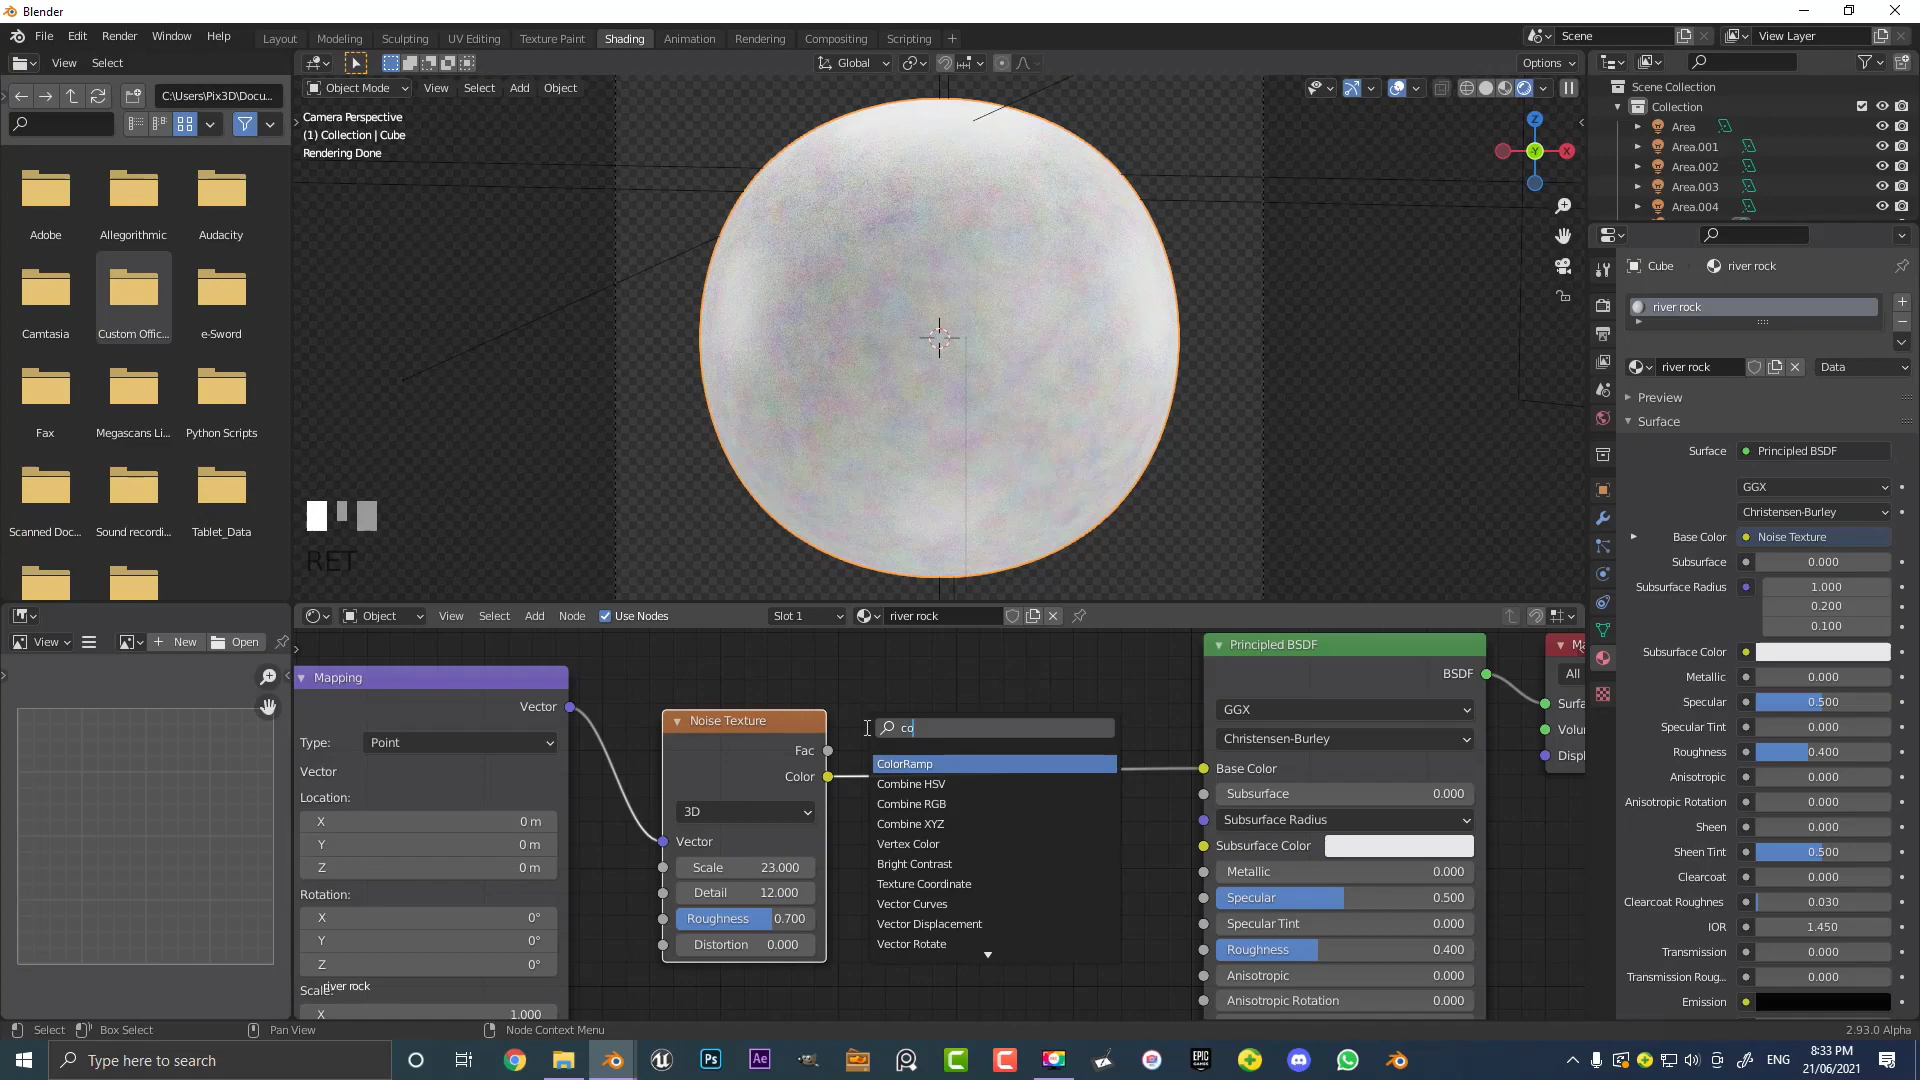 Blender
File Edit Render Window Help
Layout Modeling Sculpting UV Editing Texture Paint Shading Animation Rendering Compositing Scripting +
Scene
View Layer
View Select
Global
Options
C:\Users\Pix3D\Docu...
Object Mode View Select Add Object
Camera Perspective
(1) Collection | Cube
Rendering Done
Z
Y
X
RET
Scene Collection
Collection
Area
Area.001
Area.002
Area.003
Area.004
Adobe Allegorithmic Audacity
Camtasia Custom Offic... e-Sword
Fax Megascans Li... Python Scripts
Scanned Doc... Sound recordi... Tablet_Data
Cube river rock
river rock
river rock Data
Preview
Surface
Surface Principled BSDF
GGX
Christensen-Burley
Base Color Noise Texture
Subsurface 0.000
Subsurface Radius 1.000
0.200
0.100
Subsurface Color
Metallic 0.000
Specular 0.500
Specular Tint 0.000
Roughness 0.400
Anisotropic 0.000
Anisotropic Rotation 0.000
Sheen 0.000
Sheen Tint 0.500
Clearcoat 0.000
Clearcoat Roughnes 0.030
IOR 1.450
Transmission 0.000
Transmission Roug... 0.000
Emission
View New Open
Object View Select Add Node Use Nodes Slot 1 river rock
Mapping
Vector
Type: Point
Vector
Location:
X 0 m
Y 0 m
Z 0 m
Rotation:
X 0°
Y 0°
Z 0°
Scale:
X 1.000
river rock
Noise Texture
Fac
Color
3D
Vector
Scale 23.000
Detail 12.000
Roughness 0.700
Distortion 0.000
co
ColorRamp
Combine HSV
Combine RGB
Combine XYZ
Vertex Color
Bright Contrast
Texture Coordinate
Vector Curves
Vector Displacement
Vector Rotate
Principled BSDF
BSDF
GGX
Christensen-Burley
Base Color
Subsurface 0.000
Subsurface Radius
Subsurface Color
Metallic 0.000
Specular 0.500
Specular Tint 0.000
Roughness 0.400
Anisotropic 0.000
Anisotropic Rotation 0.000
Ma
All
Surfa
Volu
Displ
Select Box Select Pan View Node Context Menu 2.93.0 Alpha
Type here to search
Ps
Ae
EPIC
GAMES
ENG
8:33 PM
21/06/2021